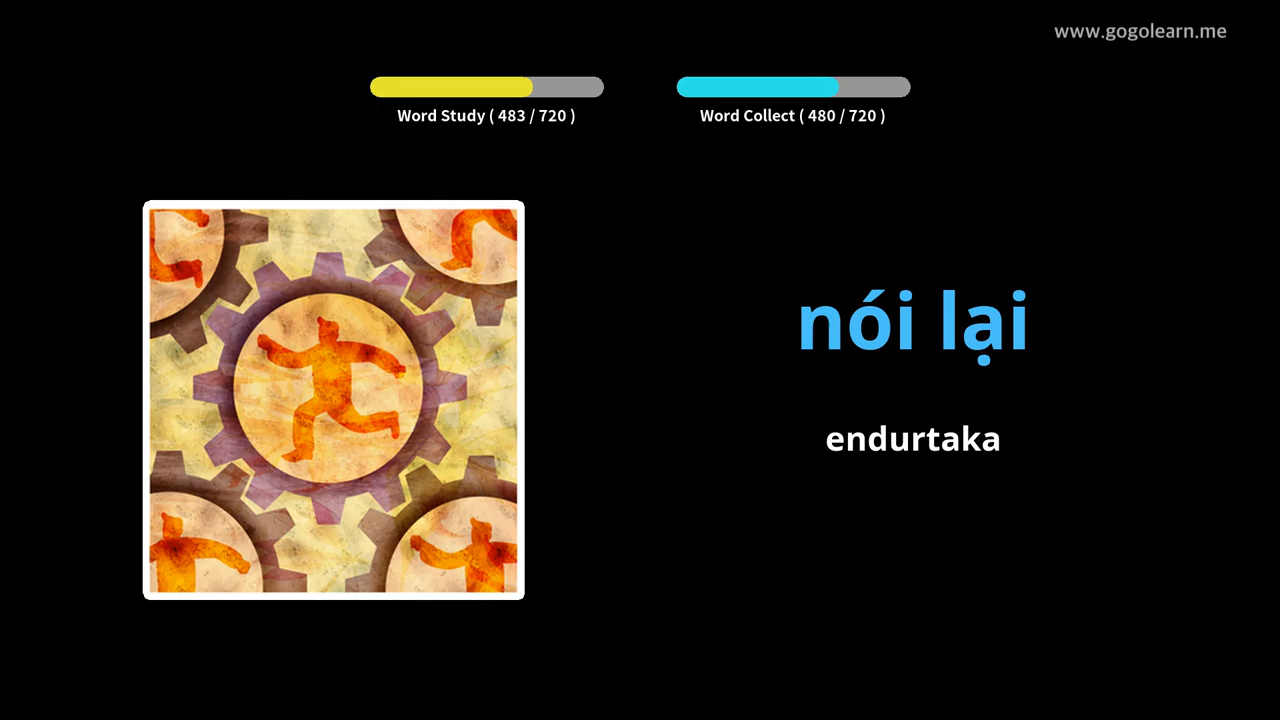 www.gogolearn.me
Word Study ( 483 / 720 )
Word Collect ( 480 / 720 )
nói lại
endurtaka